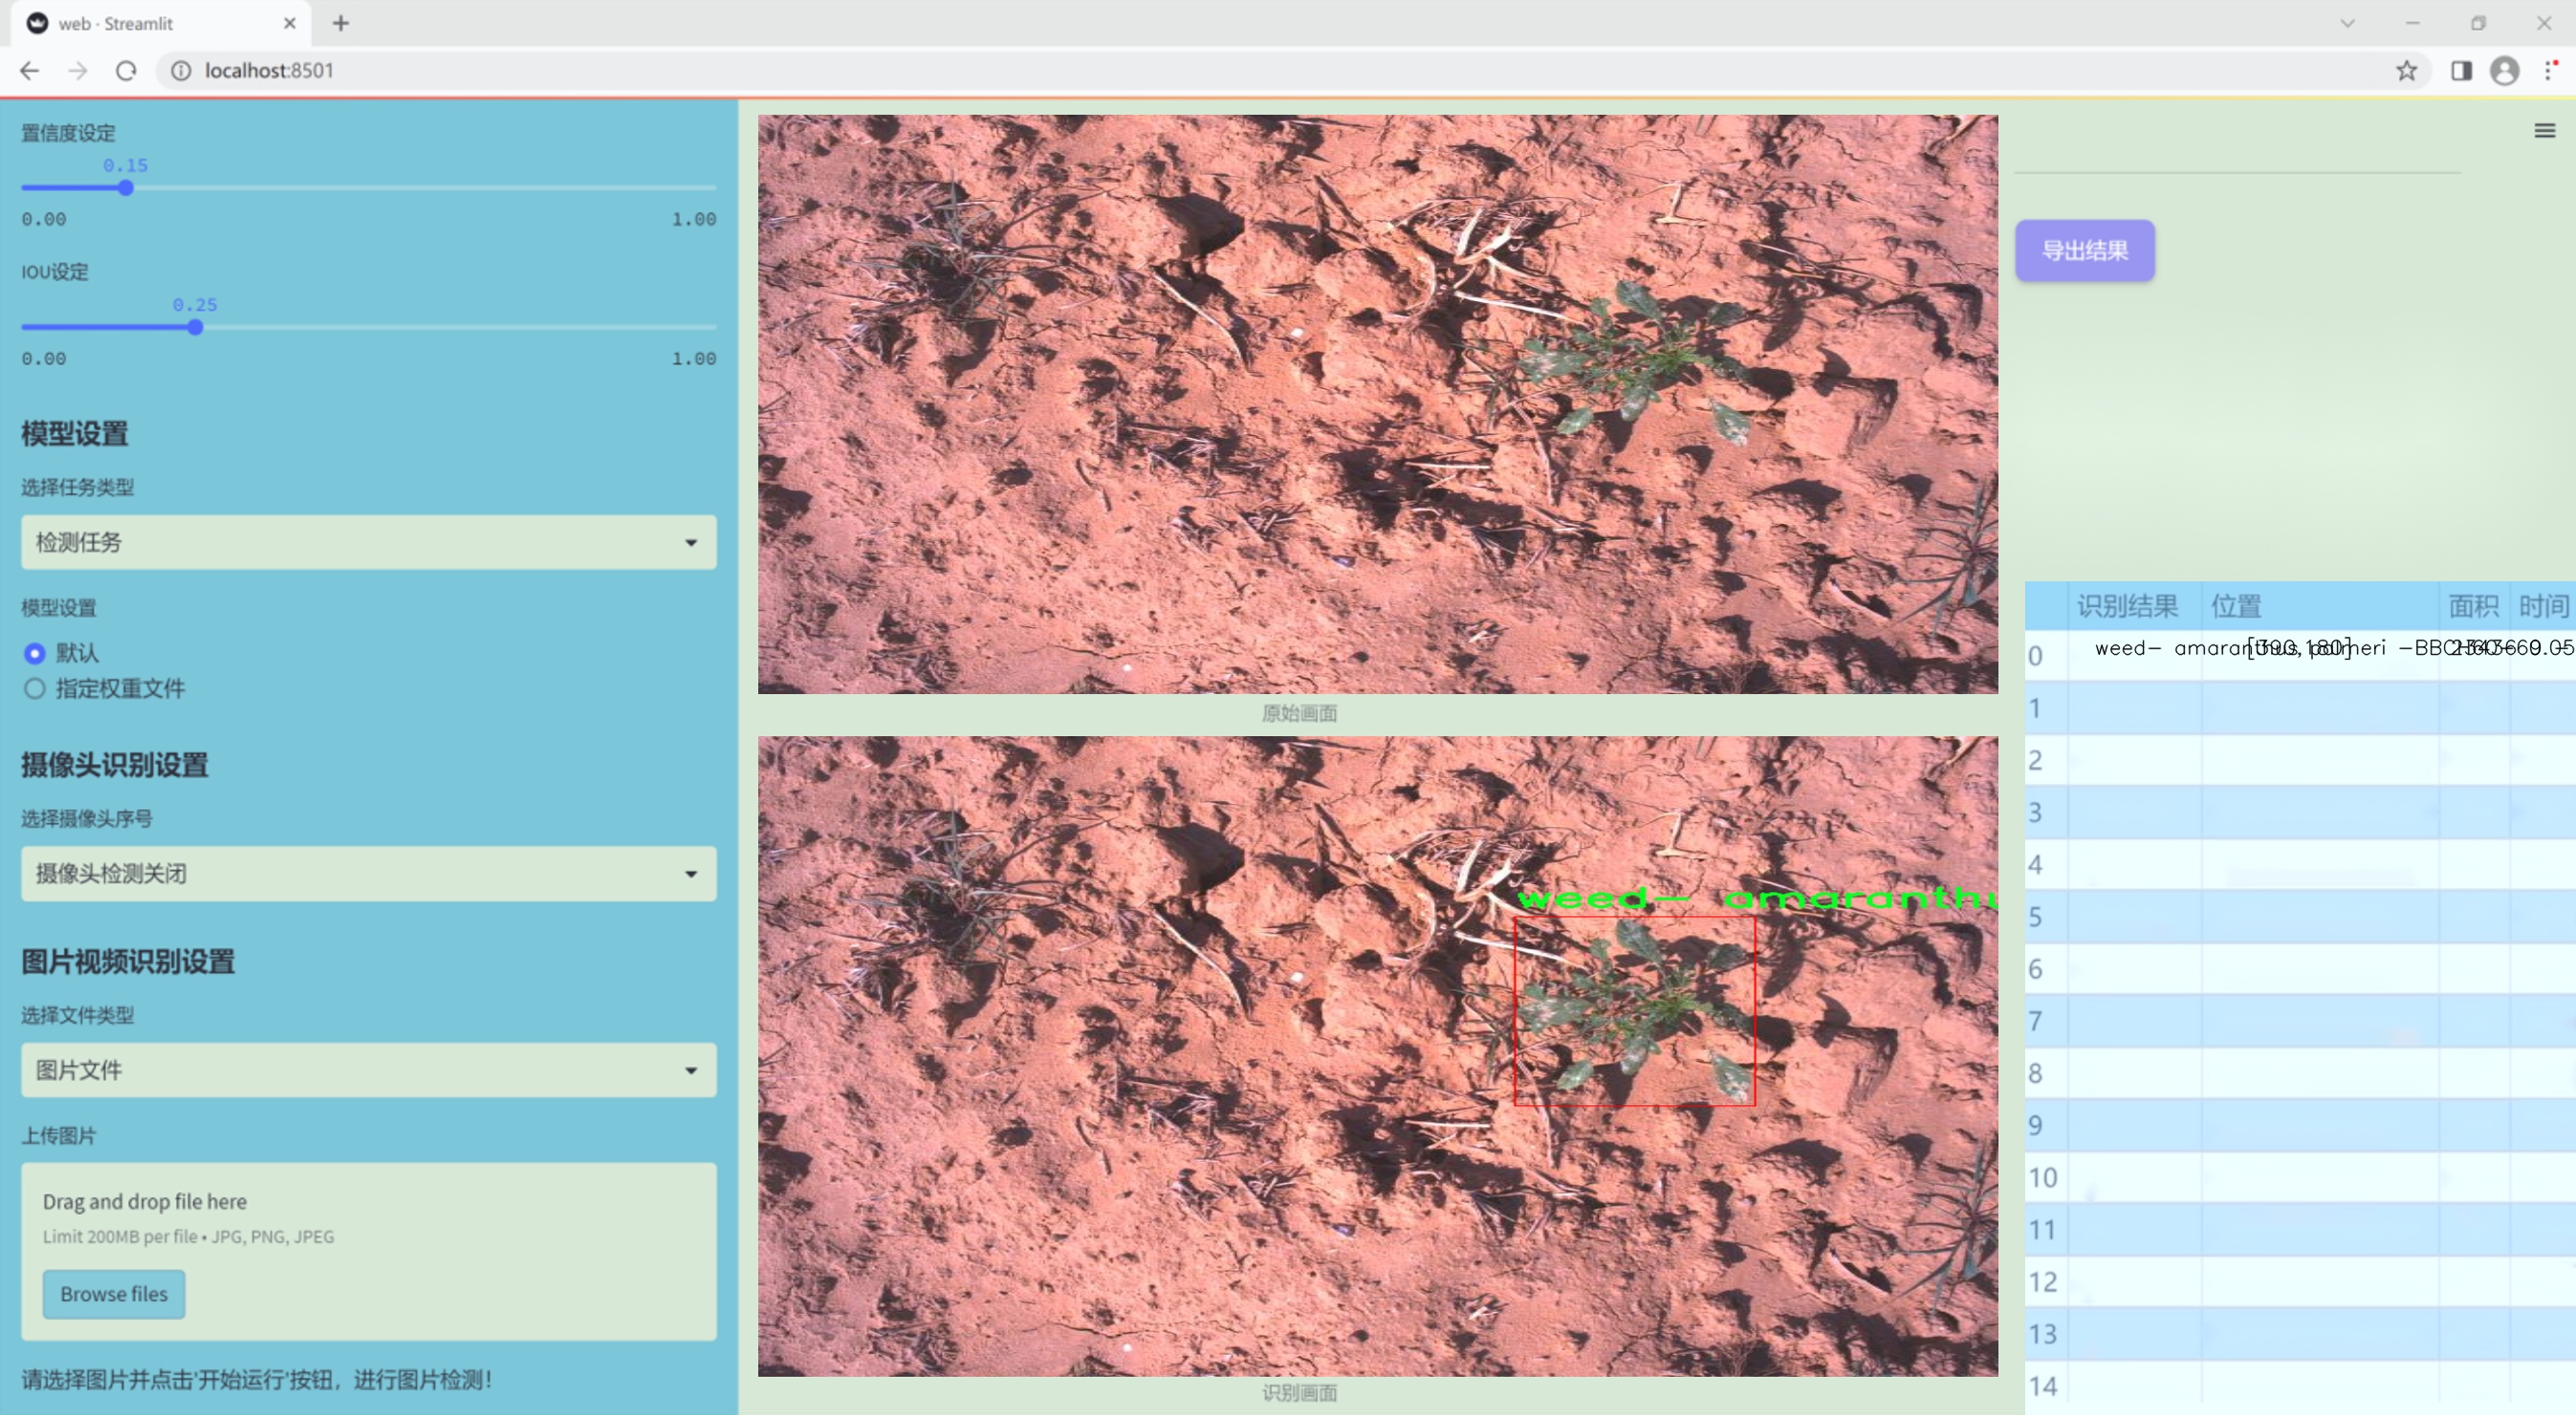 web · Streamlit
localhost:8501
置信度设定
0.15
0.00 1.00
IOU设定
0.25
0.00 1.00
模型设置
选择任务类型
检测任务
模型设置
默认
指定权重文件
摄像头识别设置
选择摄像头序号
摄像头检测关闭
图片视频识别设置
选择文件类型
图片文件
上传图片
Drag and drop file here
Limit 200MB per file • JPG, PNG, JPEG
Browse files
请选择图片并点击'开始运行'按钮，进行图片检测！
原始画面
weed— amaranthu
识别画面
导出结果
识别结果 位置 面积 时间
0 weed— [390,180]
1
2
3
4
5
6
7
8
9
10
11
12
13
14